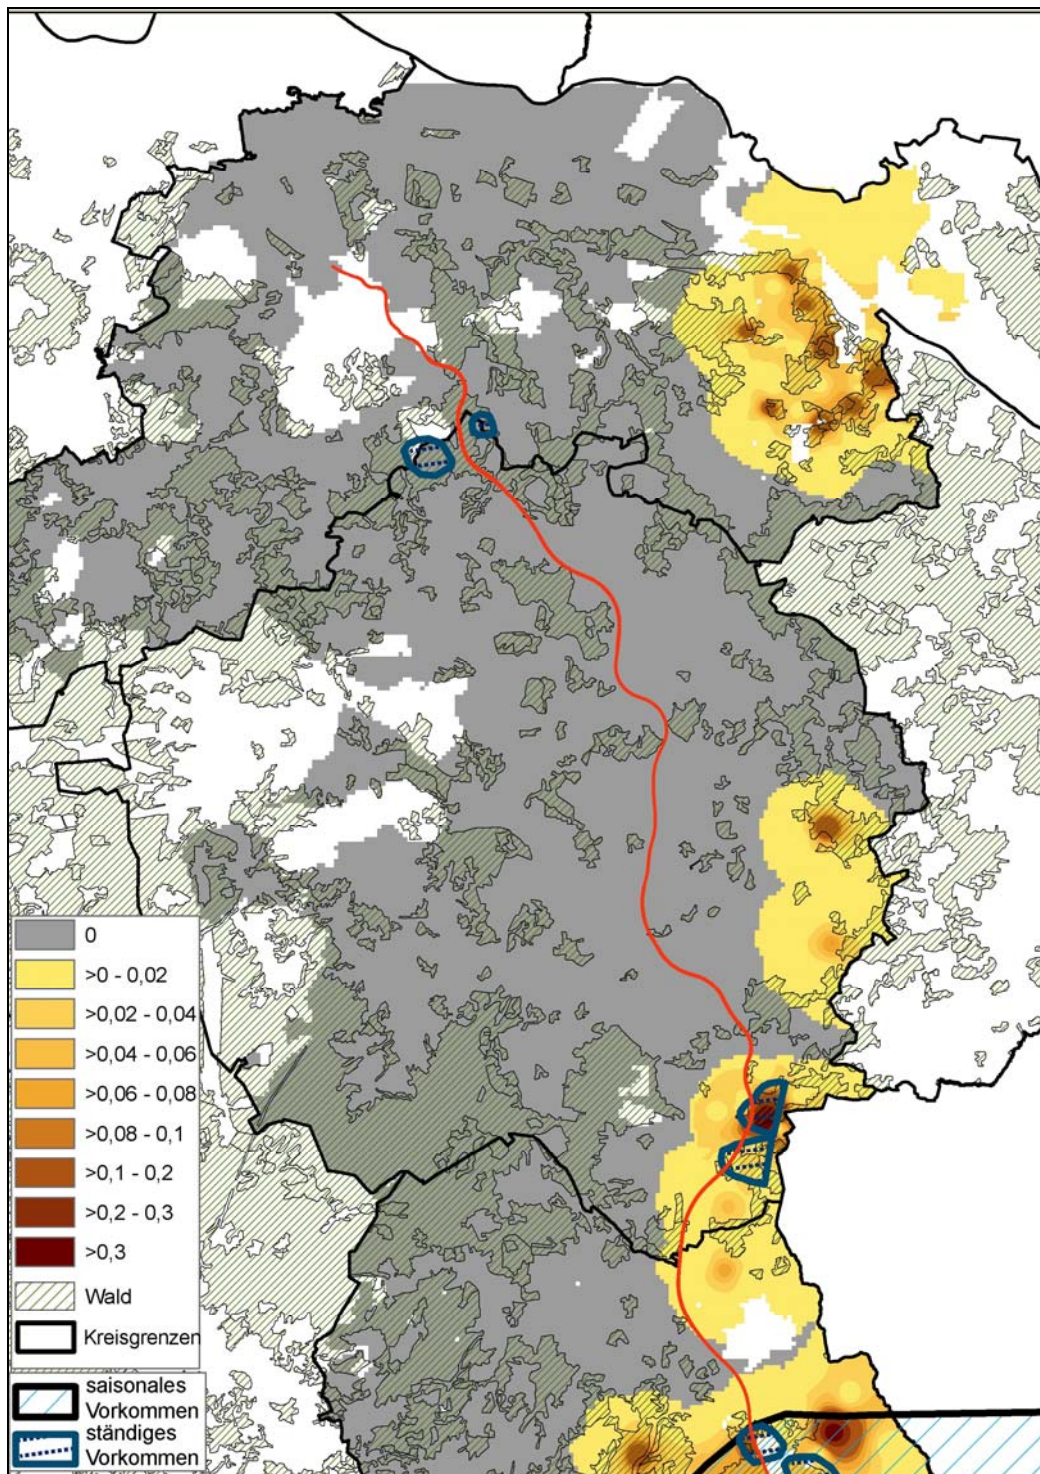 0
>0 - 0,02
>0,02 - 0,04
>0,04 - 0,06
>0,06 - 0,08
>0,08 - 0,1
>0,1 - 0,2
>0,2 - 0,3
>0,3
Wald
Kreisgrenzen
saisonales
Vorkommen
ständiges
Vorkommen